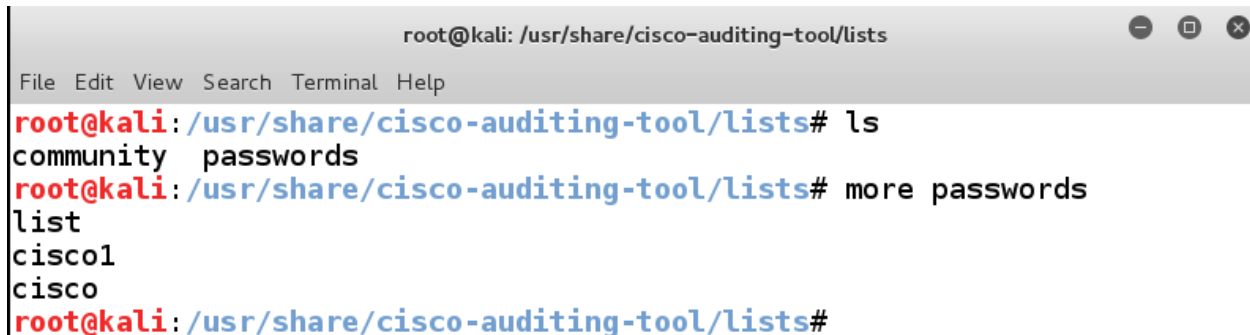 root@kali: /usr/share/cisco-auditing-tool/lists
File Edit View Search Terminal Help
root@kali:/usr/share/cisco-auditing-tool/lists# ls
community  passwords
root@kali:/usr/share/cisco-auditing-tool/lists# more passwords
list
cisco1
cisco
root@kali:/usr/share/cisco-auditing-tool/lists#